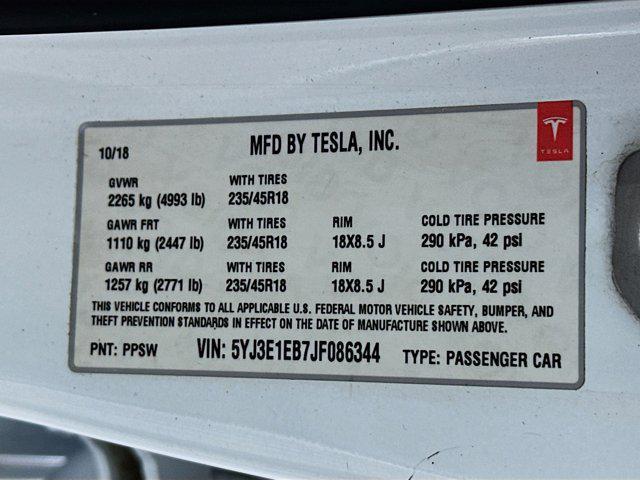 10/18 MFD BY TESLA, INC.
TESLA
GVWR WITH TIRES
2265 kg (4993 lb) 235/45R18
GAWR FRT WITH TIRES RIM COLD TIRE PRESSURE
1110 kg (2447 lb) 235/45R18 18X8.5 J 290 kPa, 42 psi
GAWR RR WITH TIRES RIM COLD TIRE PRESSURE
1257 kg (2771 lb) 235/45R18 18X8.5 J 290 kPa, 42 psi
THIS VEHICLE CONFORMS TO ALL APPLICABLE U.S. FEDERAL MOTOR VEHICLE SAFETY, BUMPER, AND
THEFT PREVENTION STANDARDS IN EFFECT ON THE DATE OF MANUFACTURE SHOWN ABOVE.
PNT: PPSW VIN: 5YJ3E1EB7JF086344 TYPE: PASSENGER CAR